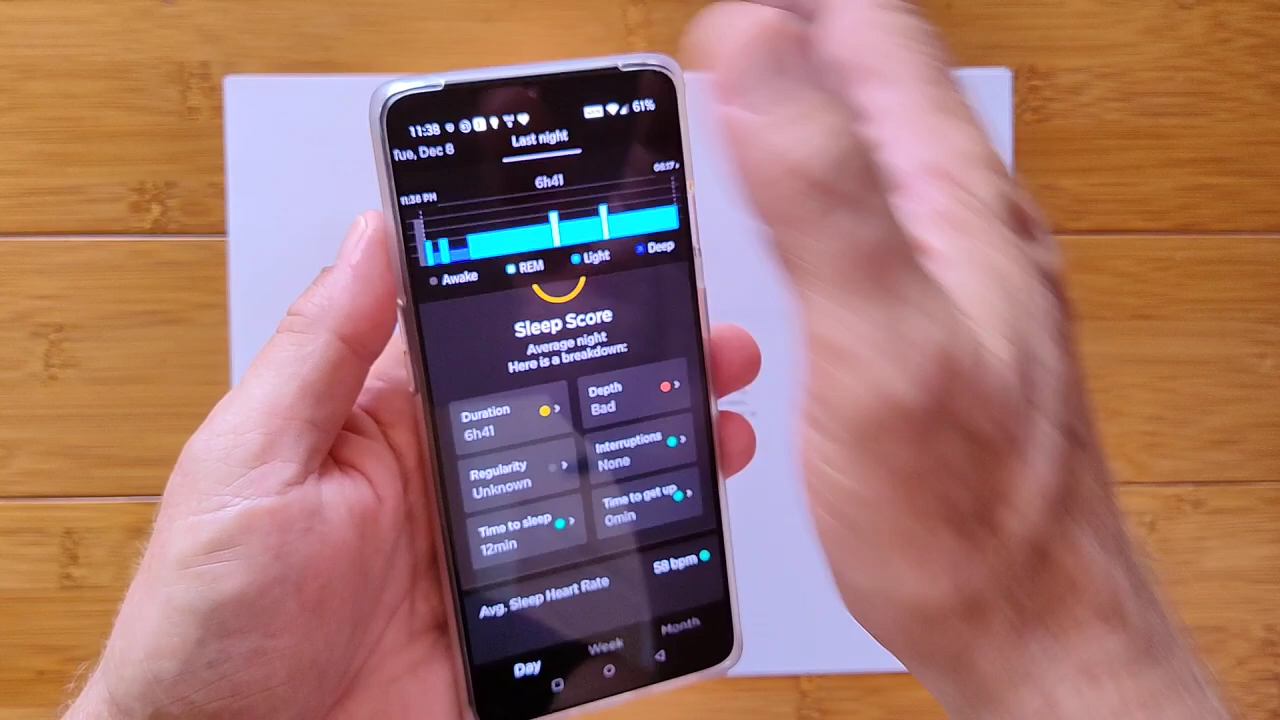 11:38 61%
Tue, Dec 8 Last night
6h41
11:36 PM
Awake REM Light Deep
Sleep Score
Average night
Here is a breakdown:
Duration
6h41
Depth
Bad
Regularity
Unknown
Interruptions
None
Time to sleep
12min
Time to get up
0min
Avg. Sleep Heart Rate 58 bpm
Day Week Month